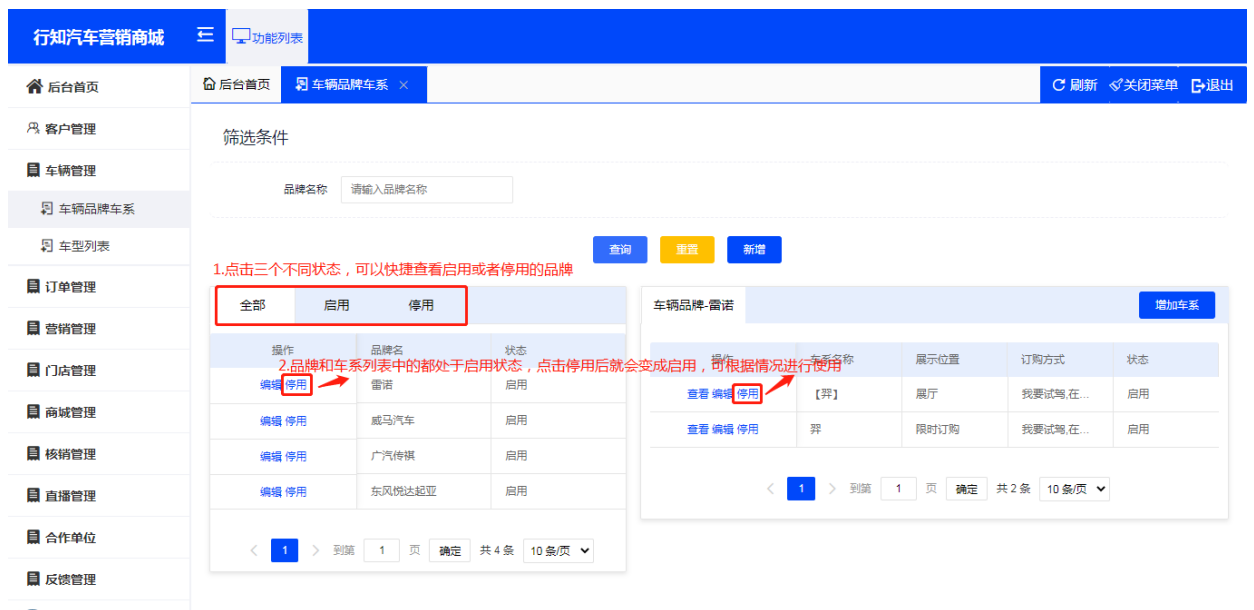 行知汽车营销商城
功能列表
后台首页
客户管理
车辆管理
车辆品牌车系
车型列表
订单管理
营销管理
门店管理
商城管理
核销管理
直播管理
合作单位
反馈管理
后台首页 车辆品牌车系 ×
刷新 关闭菜单 退出
筛选条件
品牌名称 请输入品牌名称
查询 重置 新增
1.点击三个不同状态，可以快捷查看启用或者停用的品牌
全部 启用 停用
操作 品牌名 状态
2.品牌和车系列表中的都处于启用状态，点击停用后就会变成启用，可根据情况进行使用
编辑 停用 雷诺 启用
编辑 停用 威马汽车 启用
编辑 停用 广汽传祺 启用
编辑 停用 东风悦达起亚 启用
< 1 > 到第 1 页 确定 共 4 条 10 条/页
车辆品牌-雷诺 增加车系
操作 车系名称 展示位置 订购方式 状态
查看 编辑 停用 【羿】 展厅 我要试驾,在... 启用
查看 编辑 停用 羿 限时订购 我要试驾,在... 启用
< 1 > 到第 1 页 确定 共 2 条 10 条/页